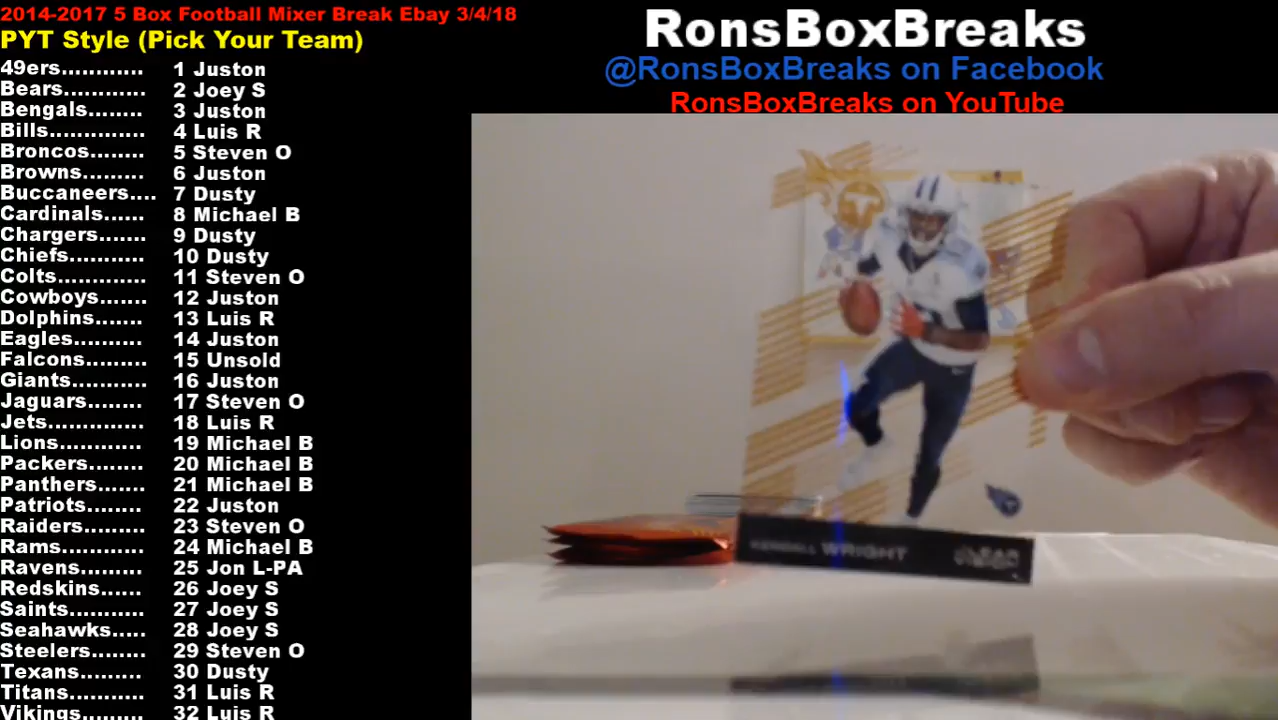 2014-2017 5 Box Football Mixer Break Ebay 3/4/18
PYT Style (Pick Your Team)
49ers............ 1 Juston
Bears............ 2 Joey S
Bengals........ 3 Juston
Bills.............. 4 Luis R
Broncos........ 5 Steven O
Browns......... 6 Juston
Buccaneers.... 7 Dusty
Cardinals...... 8 Michael B
Chargers....... 9 Dusty
Chiefs........... 10 Dusty
Colts............. 11 Steven O
Cowboys....... 12 Juston
Dolphins....... 13 Luis R
Eagles.......... 14 Juston
Falcons......... 15 Unsold
Giants........... 16 Juston
Jaguars........ 17 Steven O
Jets.............. 18 Luis R
Lions............ 19 Michael B
Packers........ 20 Michael B
Panthers....... 21 Michael B
Patriots........ 22 Juston
Raiders......... 23 Steven O
Rams............ 24 Michael B
Ravens......... 25 Jon L-PA
Redskins...... 26 Joey S
Saints........... 27 Joey S
Seahawks..... 28 Joey S
Steelers........ 29 Steven O
Texans......... 30 Dusty
Titans........... 31 Luis R
Vikings......... 32 Luis R
RonsBoxBreaks
@RonsBoxBreaks on Facebook
RonsBoxBreaks on YouTube
KENDALL WRIGHT